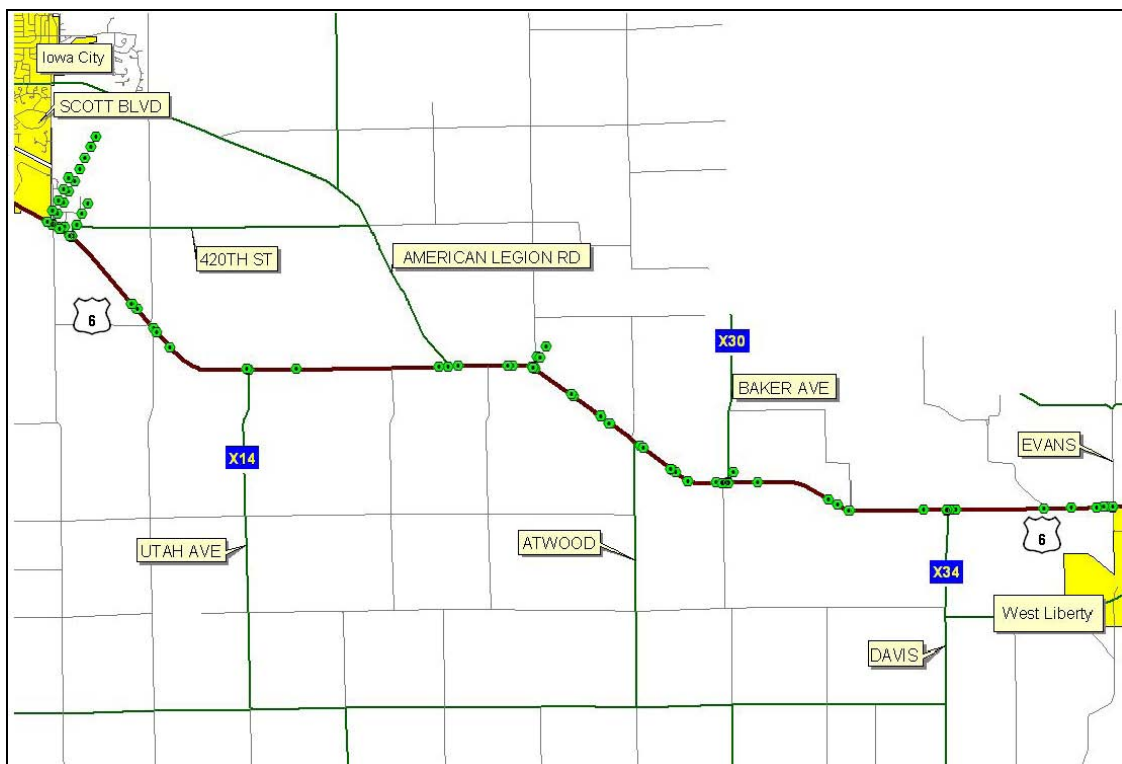 Iowa City
SCOTT BLVD
420TH ST
AMERICAN LEGION RD
6
X30
BAKER AVE
EVANS
X14
UTAH AVE
ATWOOD
6
X34
West Liberty
DAVIS